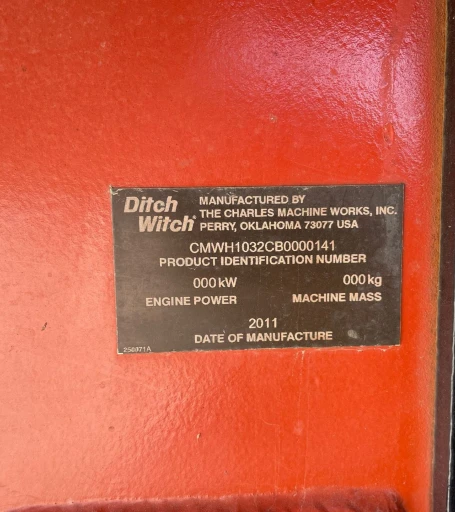 Ditch Witch®
MANUFACTURED BY
THE CHARLES MACHINE WORKS, INC.
PERRY, OKLAHOMA 73077 USA
CMWH1032CB0000141
PRODUCT IDENTIFICATION NUMBER
000kW 000kg
ENGINE POWER MACHINE MASS
2011
DATE OF MANUFACTURE